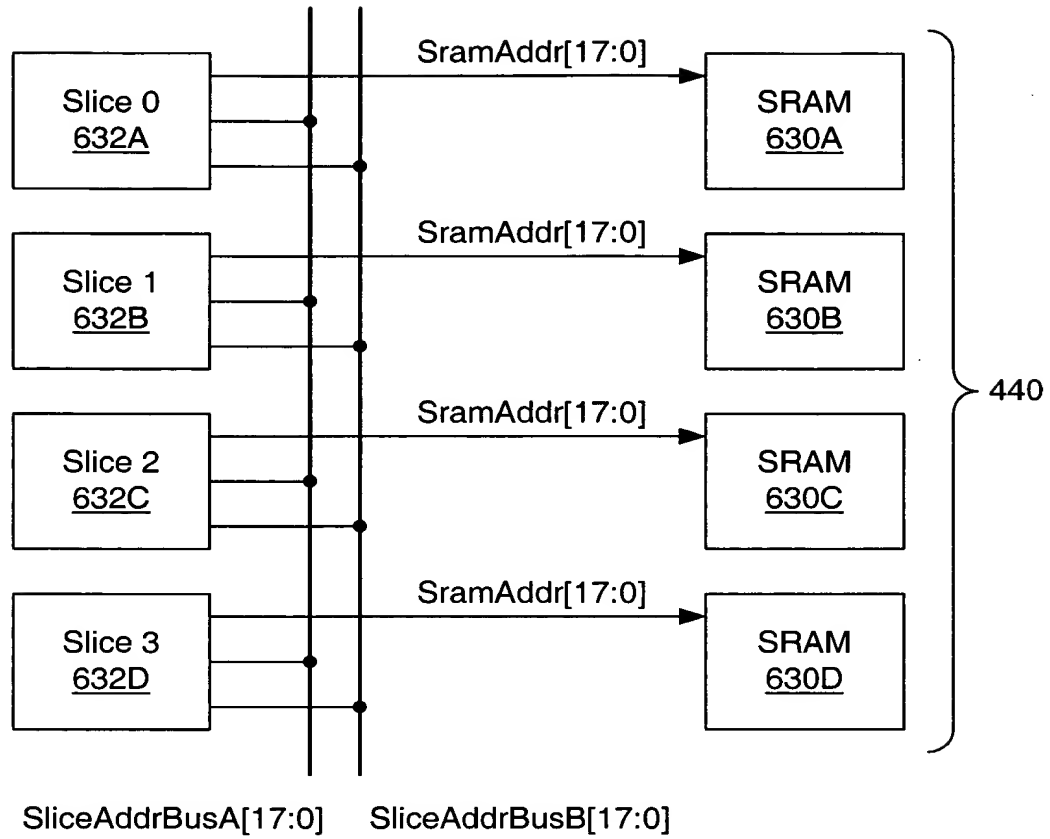 SramAddr[17:0]
Slice 0
632A
SRAM
630A
SramAddr[17:0]
Slice 1
632B
SRAM
630B
440
SramAddr[17:0]
Slice 2
632C
SRAM
630C
SramAddr[17:0]
Slice 3
632D
SRAM
630D
SliceAddrBusA[17:0]
SliceAddrBusB[17:0]